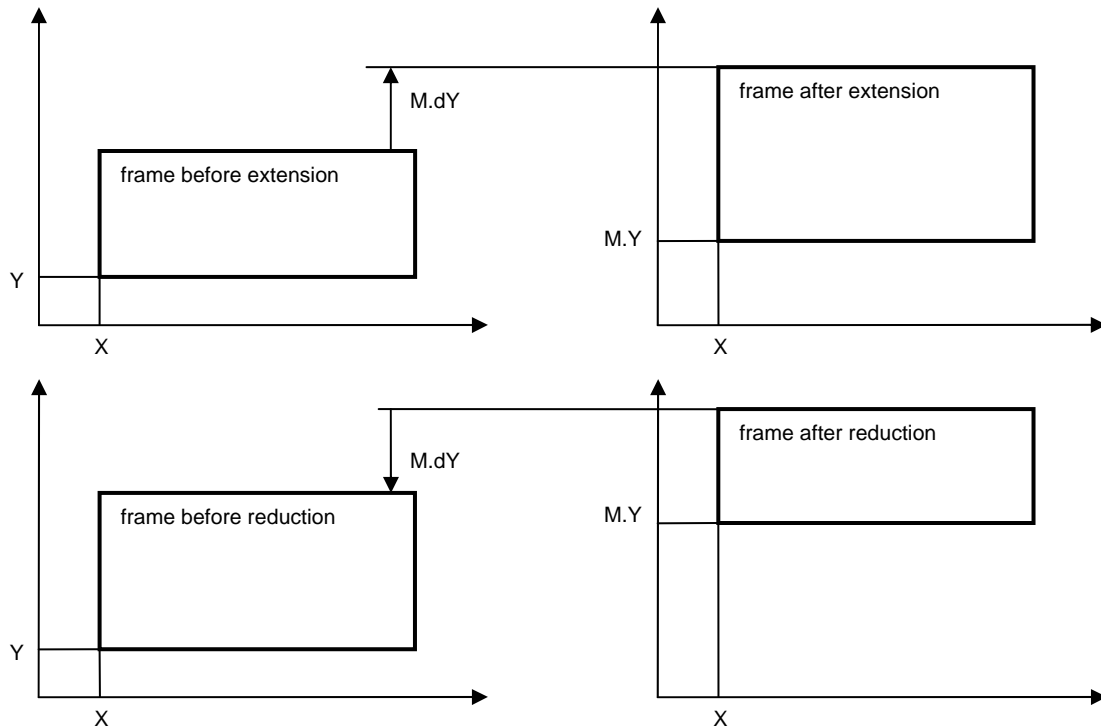 M.dY
frame before extension
Y
X
frame after extension
M.Y
X
M.dY
frame before reduction
Y
X
frame after reduction
M.Y
X